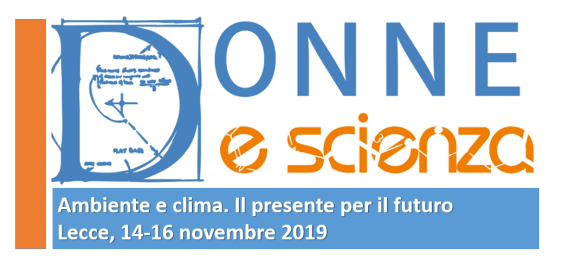 DONNE
e scienza
Ambiente e clima. Il presente per il futuro
Lecce, 14-16 novembre 2019